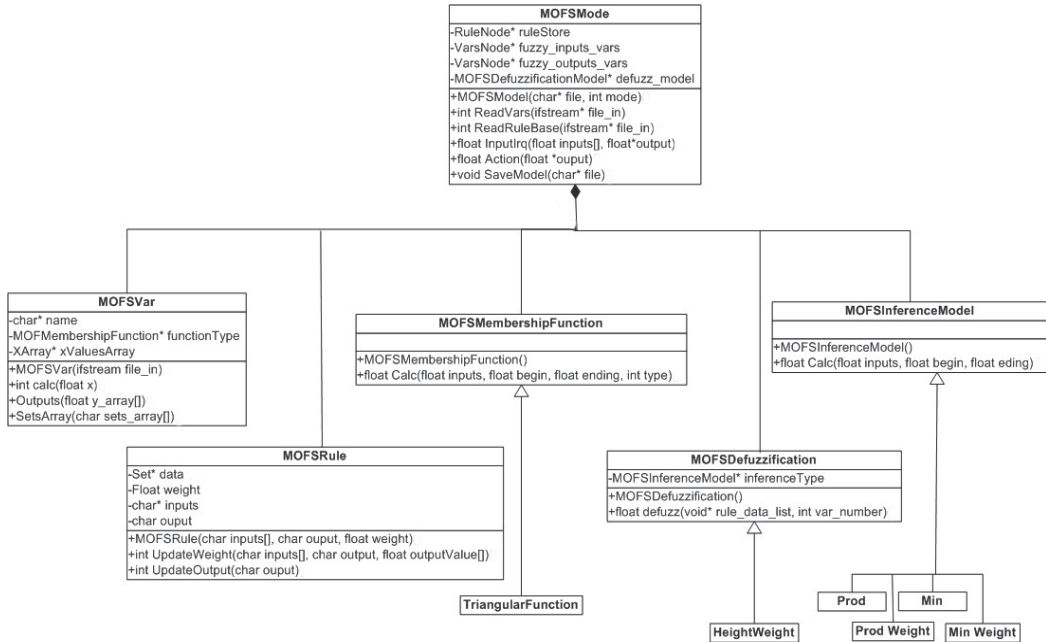 MOFSMode
-RuleNode* ruleStore
-VarsNode* fuzzy_inputs_vars
-VarsNode* fuzzy_outputs_vars
-MOFSDefuzzificationModel* defuzz_model
+MOFSModel(char* file, int mode)
+int ReadVars(ifstream* file_in)
+int ReadRuleBase(ifstream* file_in)
+float InputIrq(float inputs[], float*output)
+float Action(float *ouput)
+void SaveModel(char* file)
MOFSVar
-char* name
-MOFMembershipFunction* functionType
-XArray* xValuesArray
+MOFSVar(ifstream file_in)
+int calc(float x)
+Outputs(float y_array[])
+SetsArray(char sets_array[])
MOFSMembershipFunction
+MOFSMembershipFunction()
+float Calc(float inputs, float begin, float ending, int type)
MOFSInferenceModel
+MOFSInferenceModel()
+float Calc(float inputs, float begin, float eding)
MOFSRule
-Set* data
-Float weight
-char* inputs
-char ouput
+MOFSRule(char inputs[], char ouput, float weight)
+int UpdateWeight(char inputs[], char output, float outputValue[])
+int UpdateOutput(char ouput)
MOFSDefuzzification
-MOFSInferenceModel* inferenceType
+MOFSDefuzzification()
+float defuzz(void* rule_data_list, int var_number)
TriangularFunction
HeightWeight
Prod
Min
Prod Weight
Min Weight